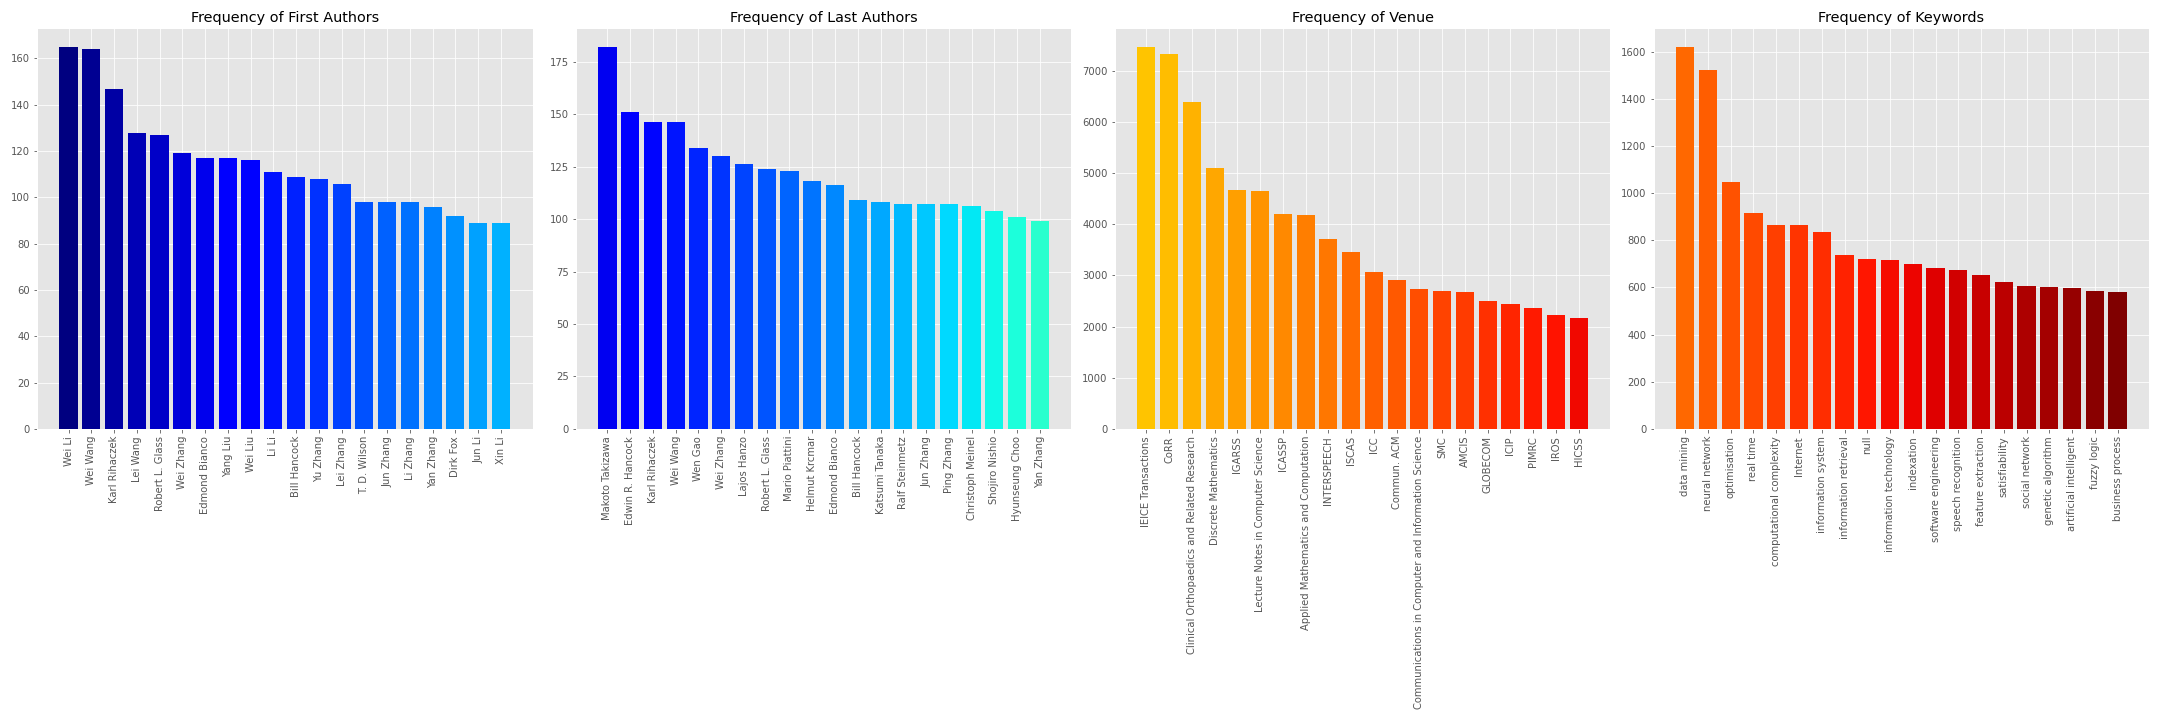 Frequency of First Authors
160
140
120
100
80
60
40
20
0
Wei Li
Wei Wang
Karl Rihaczek
Lei Wang
Robert L. Glass
Wei Zhang
Edmond Bianco
Yang Liu
Wei Liu
Li Li
Bill Hancock
Yu Zhang
Lei Zhang
T. D. Wilson
Jun Zhang
Li Zhang
Yan Zhang
Dirk Fox
Jun Li
Xin Li
Frequency of Last Authors
175
150
125
100
75
50
25
0
Makoto Takizawa
Edwin R. Hancock
Karl Rihaczek
Wei Wang
Wen Gao
Wei Zhang
Lajos Hanzo
Robert L. Glass
Mario Piattini
Helmut Krcmar
Edmond Bianco
Bill Hancock
Katsumi Tanaka
Ralf Steinmetz
Jun Zhang
Ping Zhang
Christoph Meinel
Shojiro Nishio
Hyunseung Choo
Yan Zhang
Frequency of Venue
7000
6000
5000
4000
3000
2000
1000
0
IEICE Transactions
CoRR
Clinical Orthopaedics and Related Research
Discrete Mathematics
IGARSS
Lecture Notes in Computer Science
ICASSP
Applied Mathematics and Computation
INTERSPEECH
ISCAS
ICC
Commun. ACM
Communications in Computer and Information Science
SMC
AMCIS
GLOBECOM
ICIP
PIMRC
IROS
HICSS
Frequency of Keywords
1600
1400
1200
1000
800
600
400
200
0
data mining
neural network
optimisation
real time
computational complexity
Internet
information system
information retrieval
null
information technology
indexation
software engineering
speech recognition
feature extraction
satisfiability
social network
genetic algorithm
artificial intelligent
fuzzy logic
business process